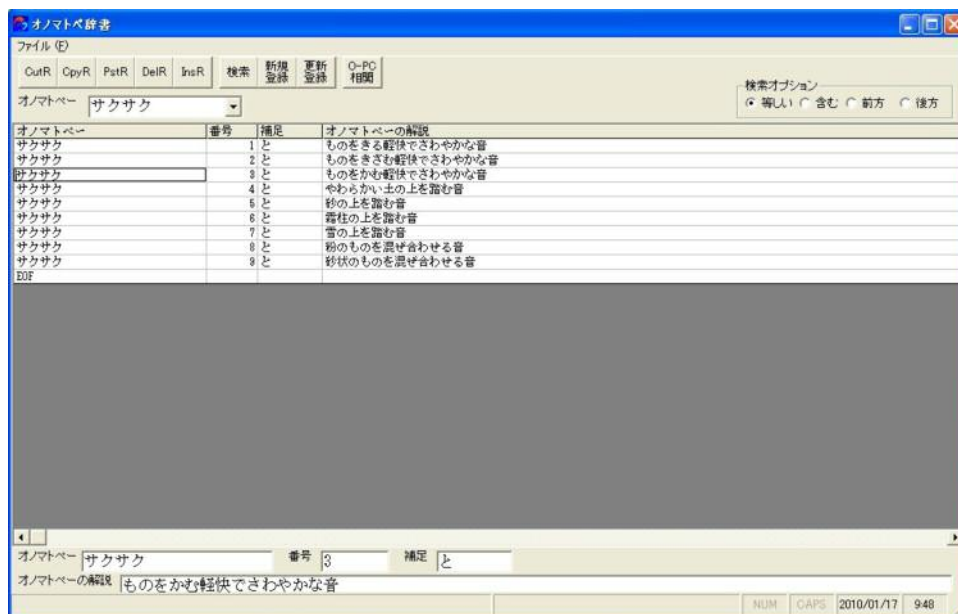 オノマトペ辞書
ファイル (F)
CutR CpyR PstR DelR InsR 検索 新規登録 更新登録 O-PC相関
検索オプション
オノマトペー サクサク 等しい 含む 前方 後方
オノマトペー 番号 補足 オノマトペーの解説
サクサク 1 と ものをきる軽快でさわやかな音
サクサク 2 と ものをきざむ軽快でさわやかな音
サクサク 3 と ものをかむ軽快でさわやかな音
サクサク 4 と やわらかい土の上を踏む音
サクサク 5 と 砂の上を踏む音
サクサク 6 と 霜柱の上を踏む音
サクサク 7 と 雪の上を踏む音
サクサク 8 と 粉のものを混ぜ合わせる音
サクサク 9 と 砂状のものを混ぜ合わせる音
EOF
オノマトペー サクサク 番号 3 補足 と
オノマトペーの解説 ものをかむ軽快でさわやかな音
NUM CAPS 2010/01/17 9:48